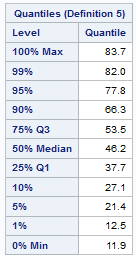 Quantiles (Definition 5)
Level Quantile
100% Max 83.7
99% 82.0
95% 77.8
90% 66.3
75% Q3 53.5
50% Median 46.2
25% Q1 37.7
10% 27.1
5% 21.4
1% 12.5
0% Min 11.9